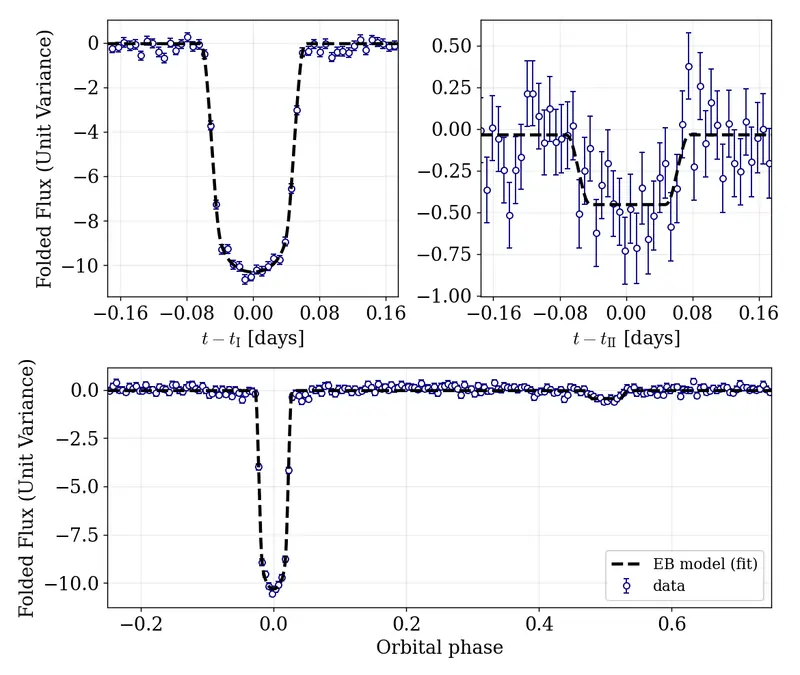 0
−2
−4
−6
−8
−10
Folded Flux (Unit Variance)
−0.16 −0.08 0.00 0.08 0.16
t − tI [days]
0.50
0.25
0.00
−0.25
−0.50
−0.75
−1.00
−0.16 −0.08 0.00 0.08 0.16
t − tII [days]
0.0
−2.5
−5.0
−7.5
−10.0
Folded Flux (Unit Variance)
EB model (fit)
data
−0.2 0.0 0.2 0.4 0.6
Orbital phase